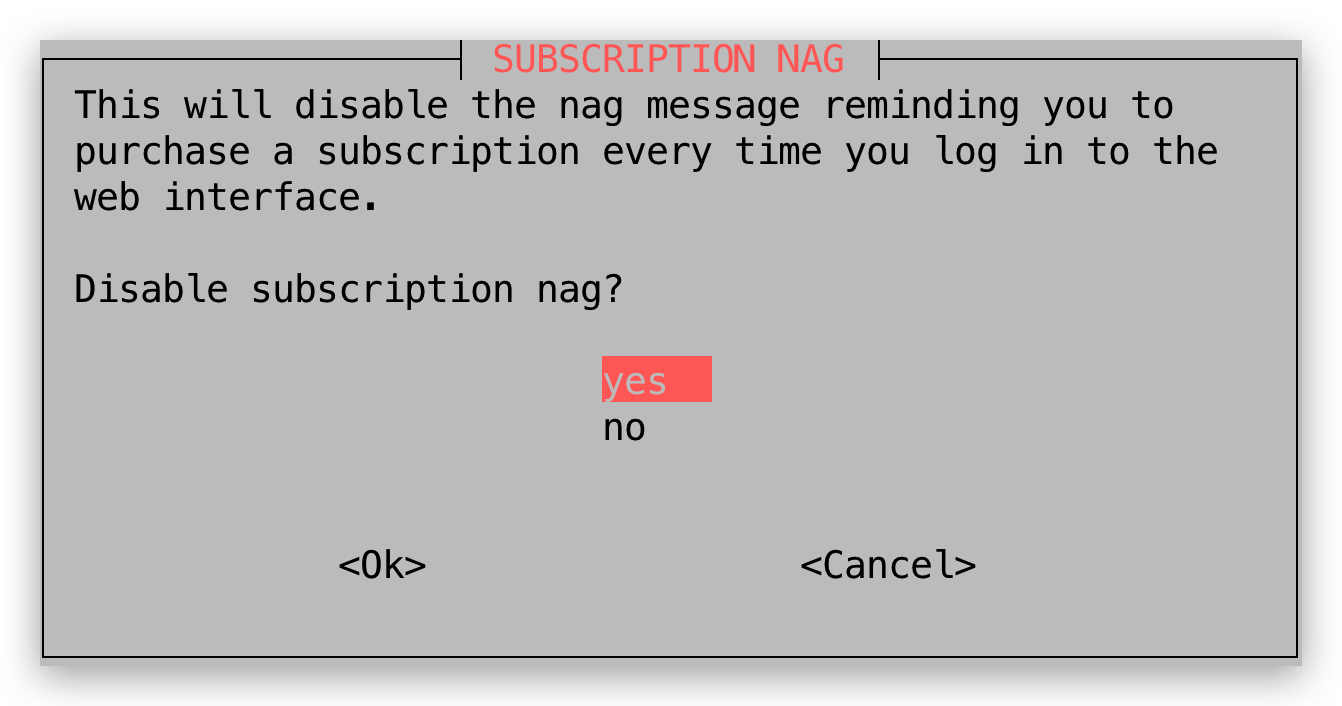 SUBSCRIPTION NAG
This will disable the nag message reminding you to
purchase a subscription every time you log in to the
web interface.
Disable subscription nag?
yes
no
<Ok> <Cancel>